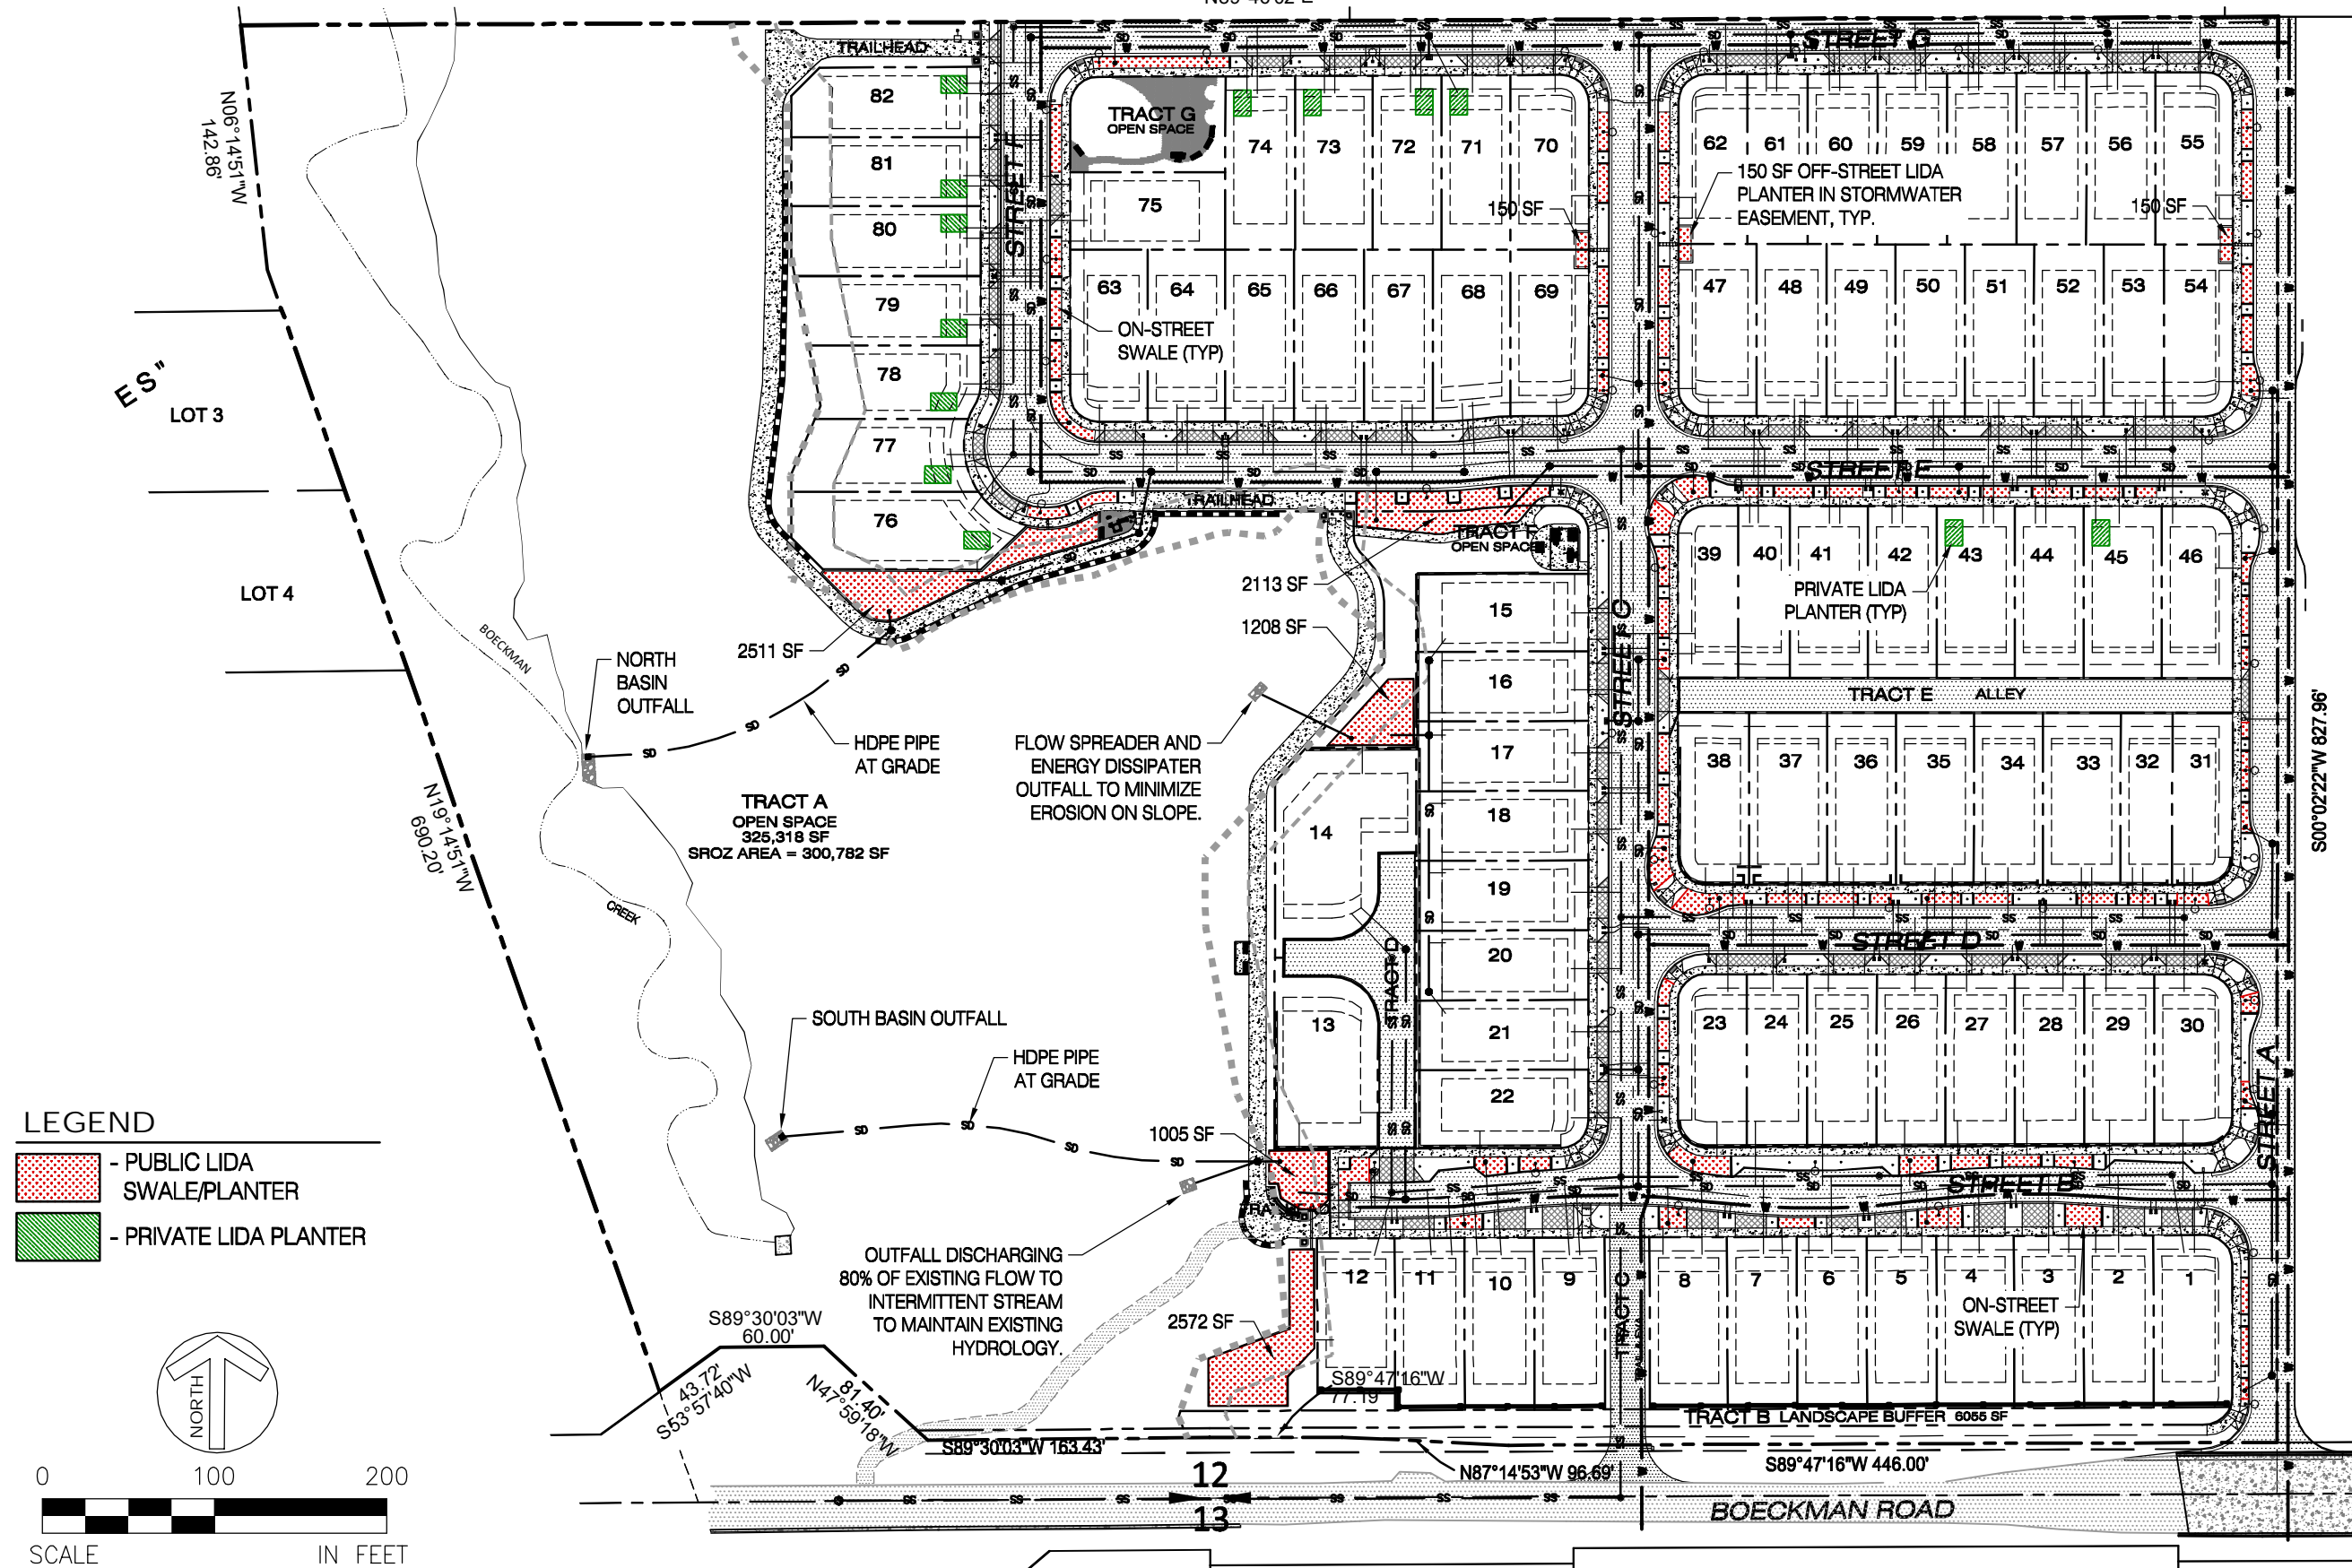 TRAILHEAD
STREET G
N06°14'51"W
142.86'
82
81
80
79
78
77
76
STREET F
TRACT G
OPEN SPACE
74
73
72
71
70
75
150 SF
63
64
65
66
67
68
69
ON-STREET
SWALE (TYP)
62
61
60
59
58
57
56
55
150 SF OFF-STREET LIDA
PLANTER IN STORMWATER
EASEMENT, TYP.
150 SF
47
48
49
50
51
52
53
54
E S"
LOT 3
LOT 4
BOECKMAN
CREEK
STREET E
TRAILHEAD
TRACT F
OPEN SPACE
2113 SF
1208 SF
2511 SF
NORTH
BASIN
OUTFALL
HDPE PIPE
AT GRADE
FLOW SPREADER AND
ENERGY DISSIPATER
OUTFALL TO MINIMIZE
EROSION ON SLOPE.
TRACT A
OPEN SPACE
325,318 SF
SROZ AREA = 300,782 SF
N19°14'51"W
690.20'
39
40
41
42
43
44
45
46
PRIVATE LIDA
PLANTER (TYP)
TRACT E ALLEY
38
37
36
35
34
33
32
31
S00°02'22"W 827.96'
15
16
17
18
19
20
21
22
14
13
TRACT D
STREET C
STREET D
23
24
25
26
27
28
29
30
STREET A
STREET B
SOUTH BASIN OUTFALL
HDPE PIPE
AT GRADE
1005 SF
OUTFALL DISCHARGING
80% OF EXISTING FLOW TO
INTERMITTENT STREAM
TO MAINTAIN EXISTING
HYDROLOGY.
2572 SF
12
11
10
9
TRACT C
8
7
6
5
4
3
2
1
ON-STREET
SWALE (TYP)
S89°47'16"W
77.19'
TRACT B LANDSCAPE BUFFER 6055 SF
S89°30'03"W
60.00'
43.72'
S53°57'40"W
81.40'
N47°59'18"W
S89°30'03"W 163.43'
N87°14'53"W 96.69'
S89°47'16"W 446.00'
12
13
BOECKMAN ROAD
LEGEND
- PUBLIC LIDA
SWALE/PLANTER
- PRIVATE LIDA PLANTER
NORTH
0 100 200
SCALE IN FEET